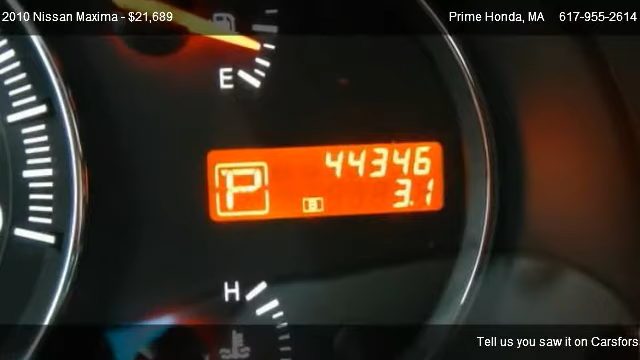 2010 Nissan Maxima - $21,689
Prime Honda, MA 617-955-2614
E
44346
P
B
3.1
H
Tell us you saw it on Carsfors